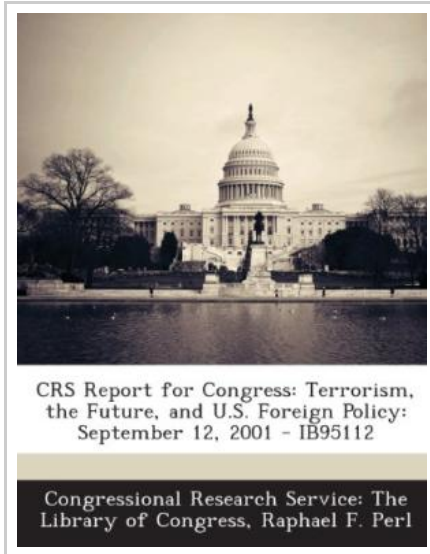 CRS Report for Congress: Terrorism,
the Future, and U.S. Foreign Policy:
September 12, 2001 - IB95112
Congressional Research Service: The
Library of Congress, Raphael F. Perl